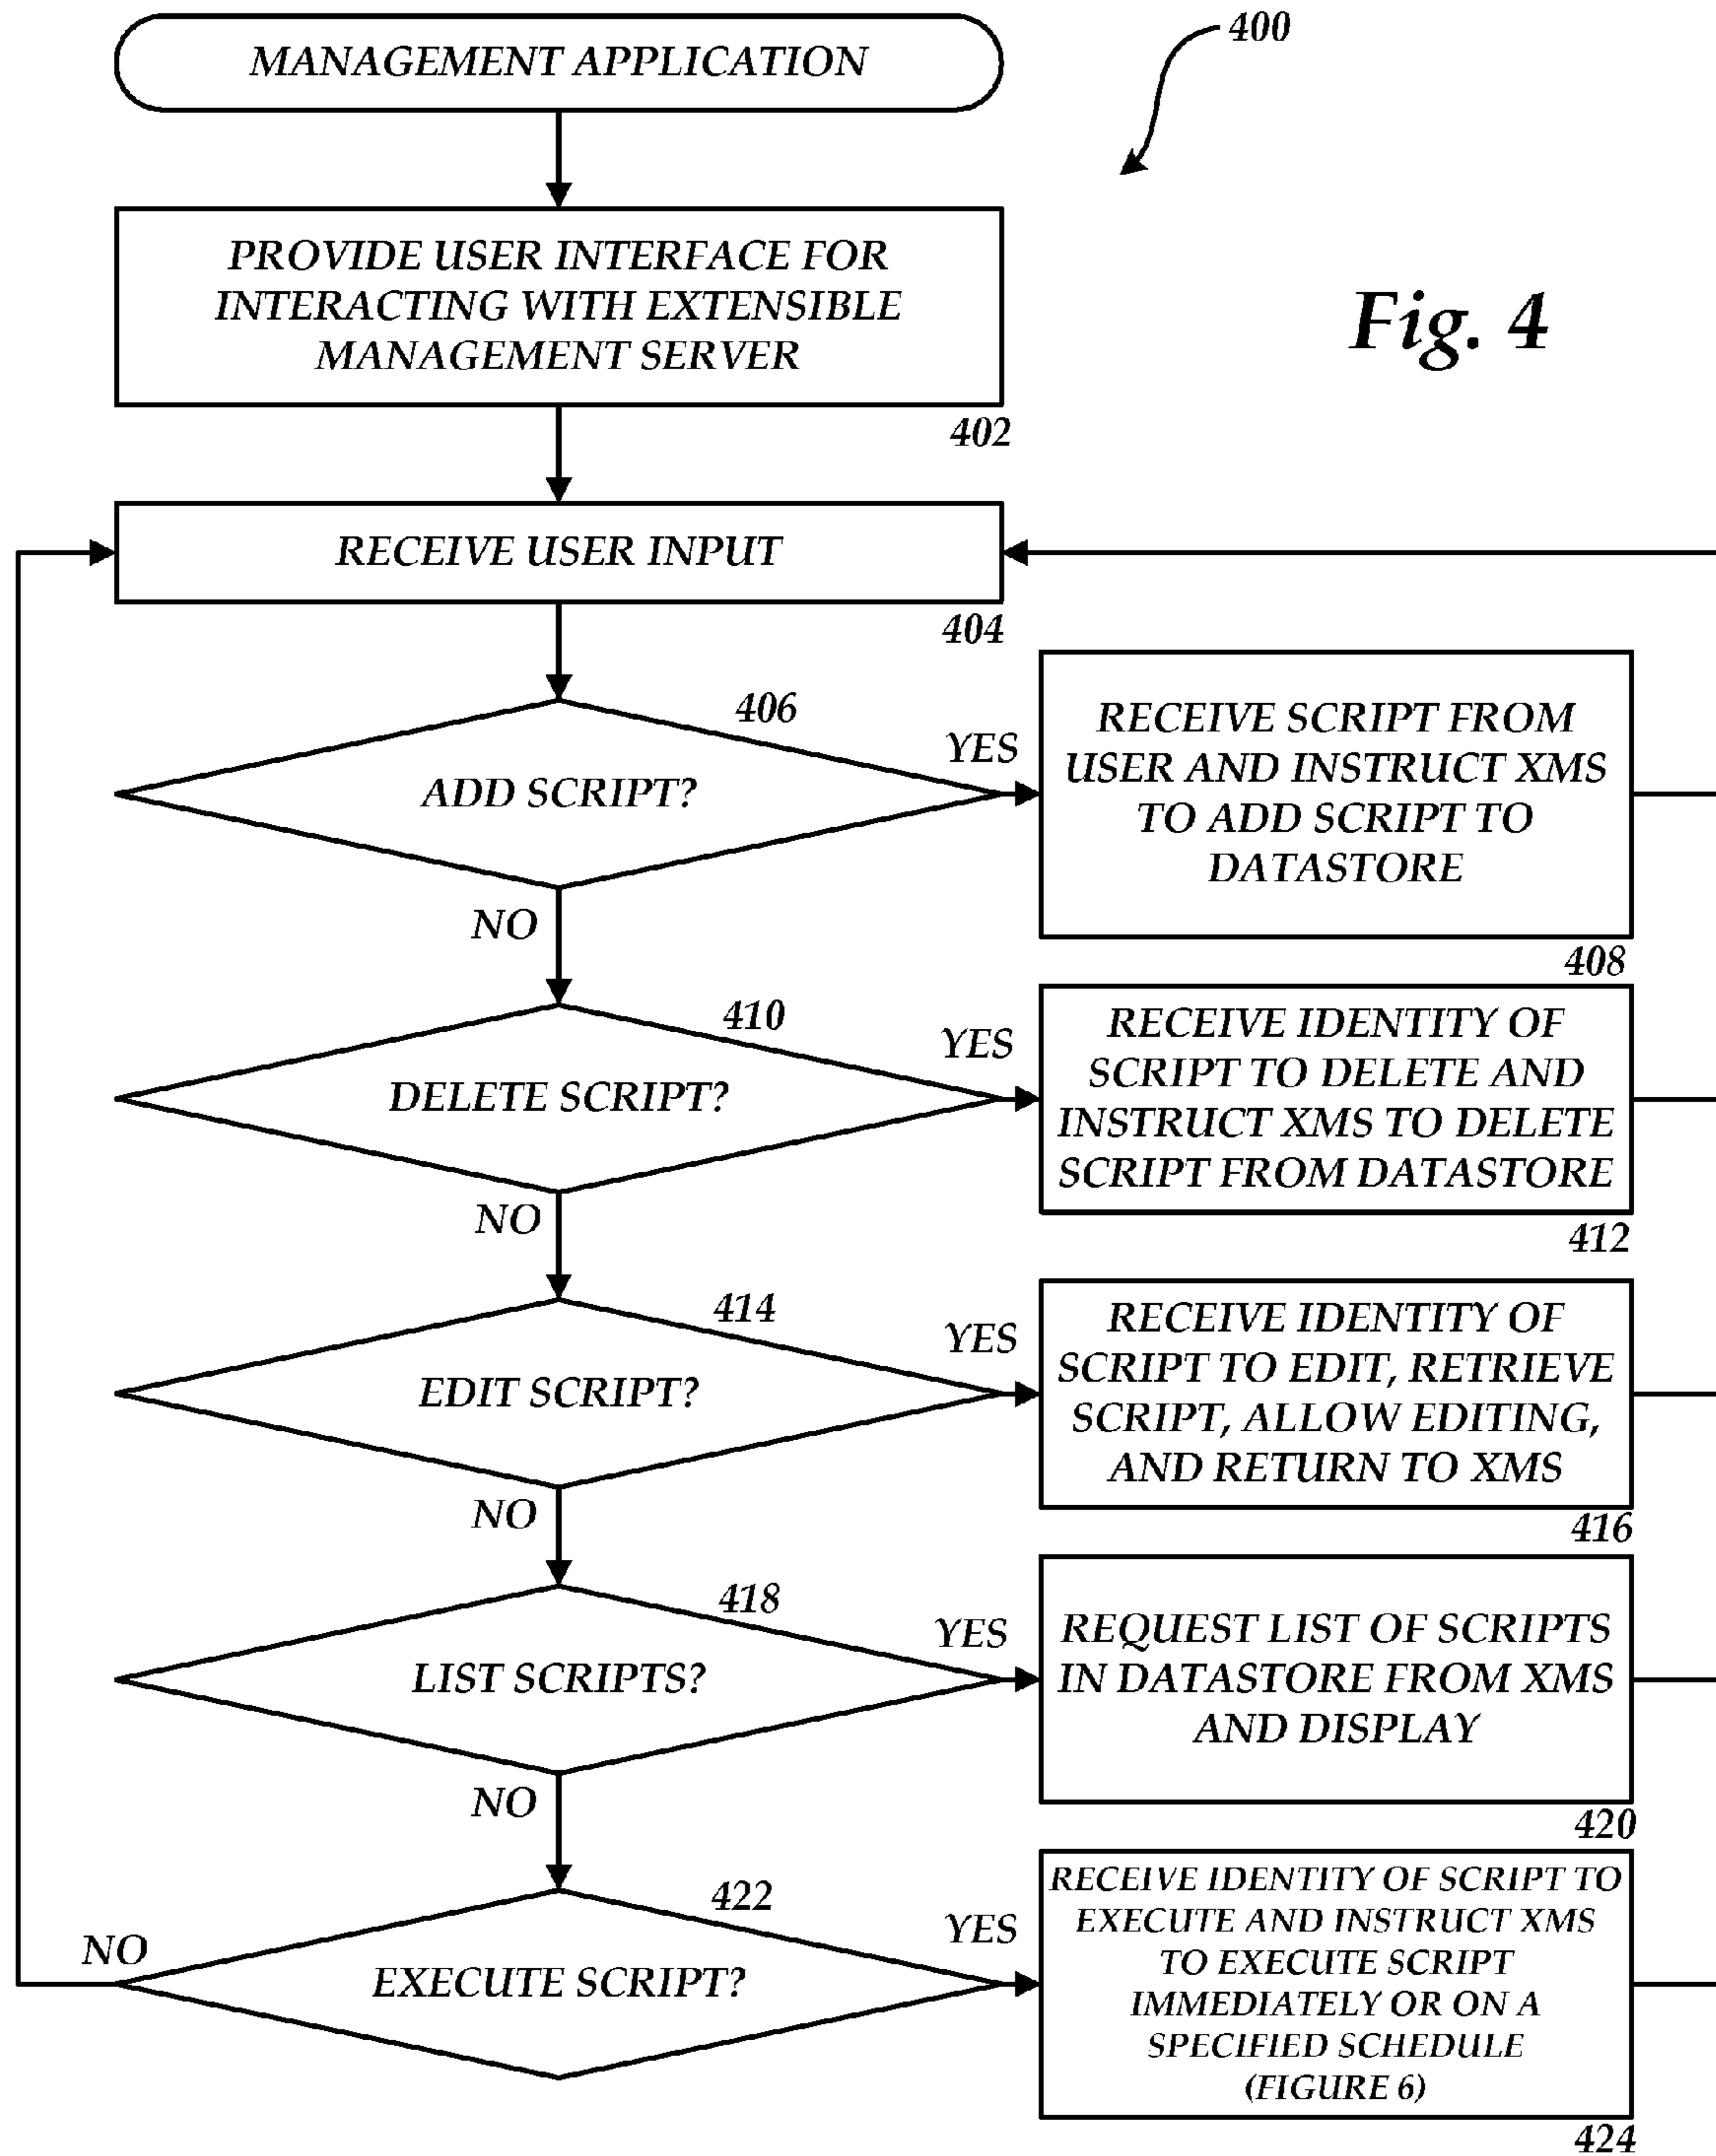 MANAGEMENT APPLICATION
400
PROVIDE USER INTERFACE FOR
INTERACTING WITH EXTENSIBLE
MANAGEMENT SERVER
402
Fig. 4
RECEIVE USER INPUT
404
406
ADD SCRIPT?
YES
NO
RECEIVE SCRIPT FROM
USER AND INSTRUCT XMS
TO ADD SCRIPT TO
DATASTORE
408
410
DELETE SCRIPT?
YES
NO
RECEIVE IDENTITY OF
SCRIPT TO DELETE AND
INSTRUCT XMS TO DELETE
SCRIPT FROM DATASTORE
412
414
EDIT SCRIPT?
YES
NO
RECEIVE IDENTITY OF
SCRIPT TO EDIT, RETRIEVE
SCRIPT, ALLOW EDITING,
AND RETURN TO XMS
416
418
LIST SCRIPTS?
YES
NO
REQUEST LIST OF SCRIPTS
IN DATASTORE FROM XMS
AND DISPLAY
420
422
EXECUTE SCRIPT?
NO
YES
RECEIVE IDENTITY OF SCRIPT TO
EXECUTE AND INSTRUCT XMS
TO EXECUTE SCRIPT
IMMEDIATELY OR ON A
SPECIFIED SCHEDULE
(FIGURE 6)
424